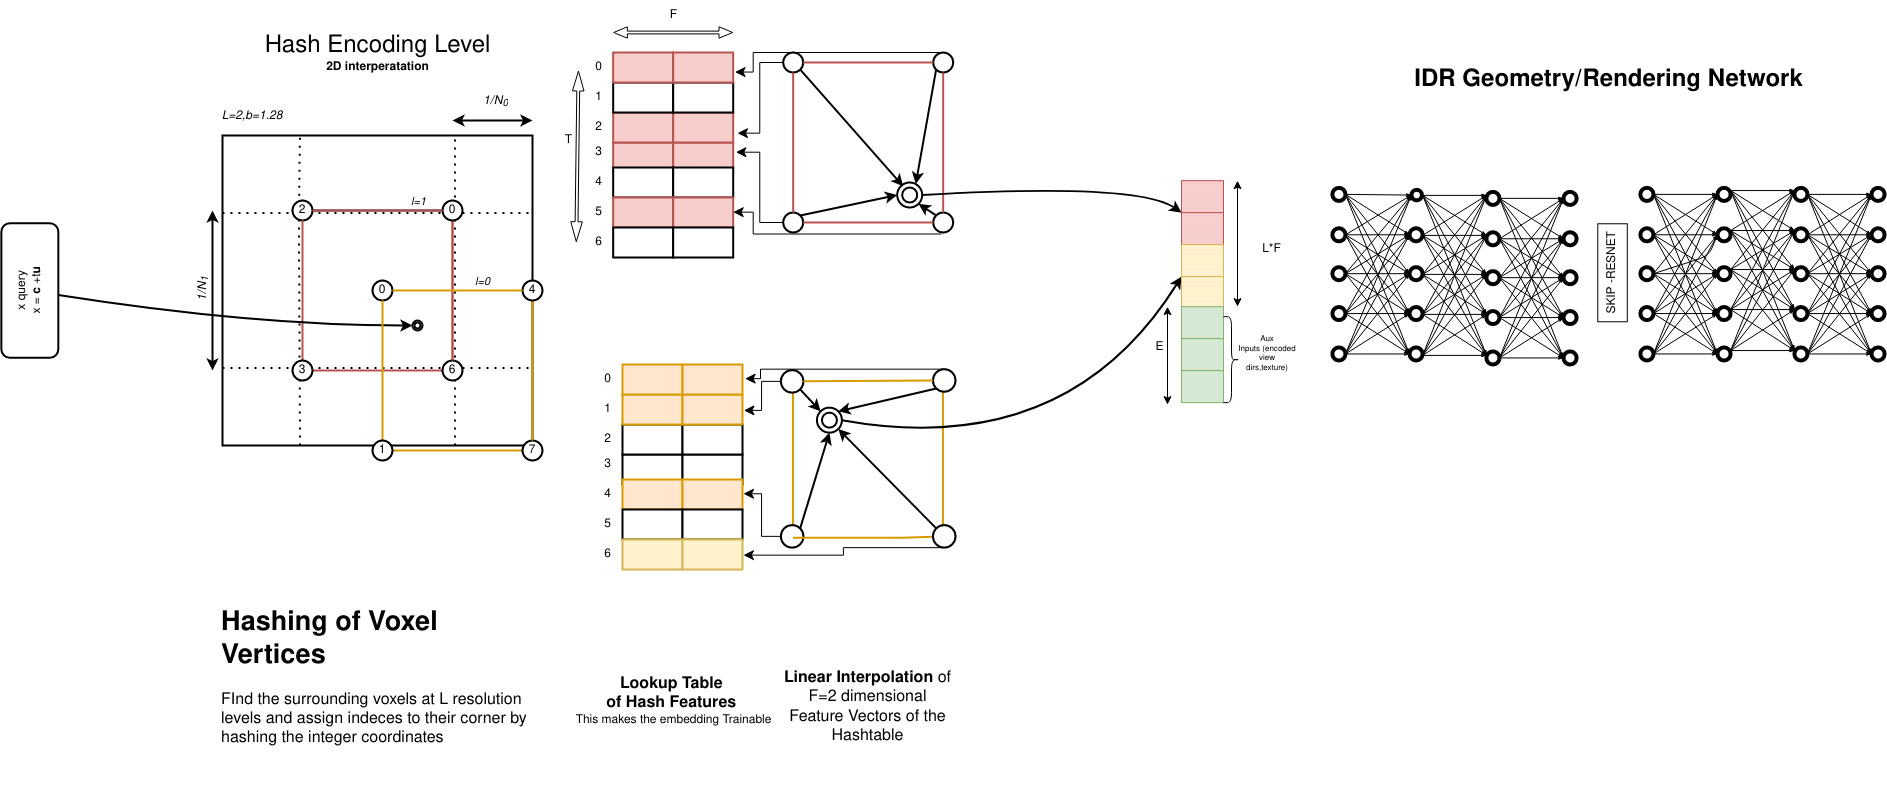 Hash Encoding Level
2D interperatation
L=2,b=1.28
1/N0
x query
x = c +tu
1/N1
2
l=1
0
0
l=0
4
3
6
1
7
F
T
0
1
2
3
4
5
6
0
1
2
3
4
5
6
L*F
E
Aux
Inputs (encoded
view
dirs,texture)
IDR Geometry/Rendering Network
SKIP -RESNET
Hashing of Voxel
Vertices
FInd the surrounding voxels at L resolution
levels and assign indeces to their corner by
hashing the integer coordinates
Lookup Table
of Hash Features
This makes the embedding Trainable
Linear Interpolation of
F=2 dimensional
Feature Vectors of the
Hashtable